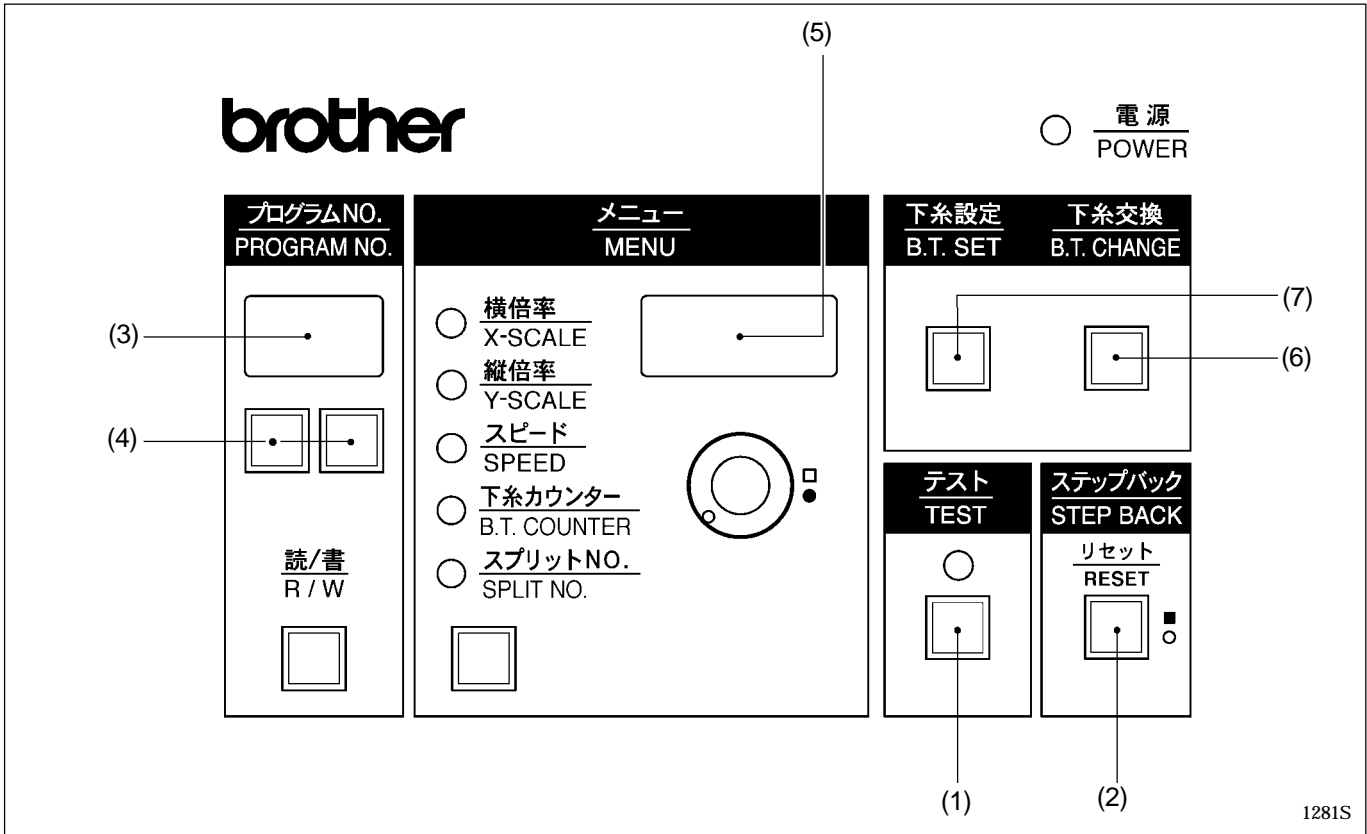 (5)
brother
電源
POWER
プログラムNO.
PROGRAM NO.
メニュー
MENU
下糸設定
B.T. SET
下糸交換
B.T. CHANGE
(3)
横倍率
X-SCALE
縦倍率
Y-SCALE
スピード
SPEED
下糸カウンター
B.T. COUNTER
スプリットNO.
SPLIT NO.
(7)
(6)
(4)
読/書
R / W
テスト
TEST
ステップバック
STEP BACK
リセット
RESET
(1)
(2)
1281S